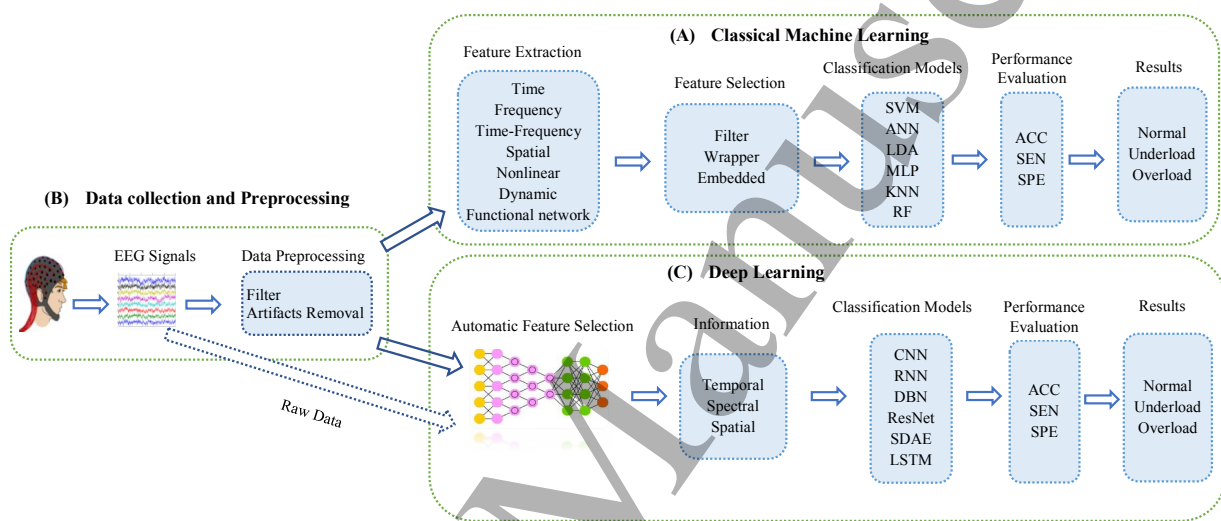 (A) Classical Machine Learning
Feature Extraction
Time
Frequency
Time-Frequency
Spatial
Nonlinear
Dynamic
Functional network
Feature Selection
Filter
Wrapper
Embedded
Classification Models
SVM
ANN
LDA
MLP
KNN
RF
Performance
Evaluation
ACC
SEN
SPE
Results
Normal
Underload
Overload
(B) Data collection and Preprocessing
EEG Signals
Data Preprocessing
Filter
Artifacts Removal
Raw Data
(C) Deep Learning
Automatic Feature Selection
Information
Temporal
Spectral
Spatial
Classification Models
CNN
RNN
DBN
ResNet
SDAE
LSTM
Performance
Evaluation
ACC
SEN
SPE
Results
Normal
Underload
Overload
Manusc